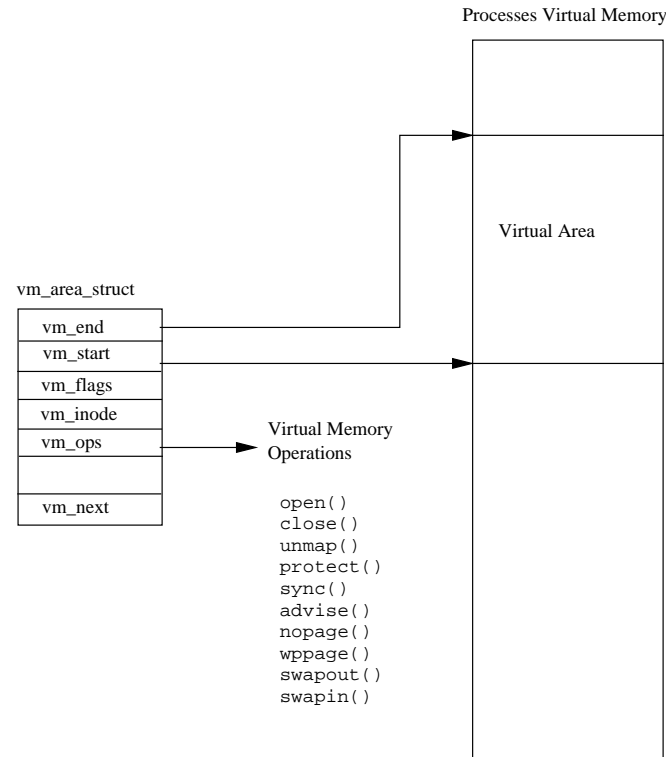 Processes Virtual Memory
Virtual Area
vm_area_struct
vm_end
vm_start
vm_flags
vm_inode
vm_ops
vm_next
Virtual Memory
Operations
open()
close()
unmap()
protect()
sync()
advise()
nopage()
wppage()
swapout()
swapin()